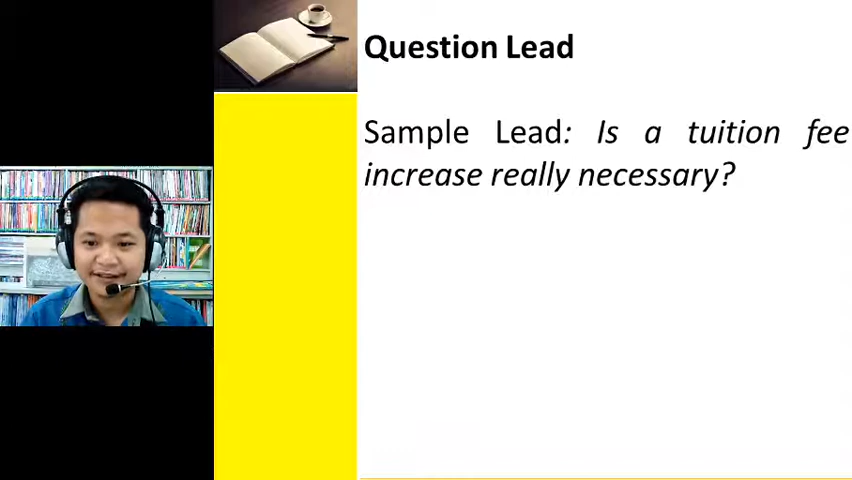 Question Lead
Sample Lead: Is a tuition fee
increase really necessary?